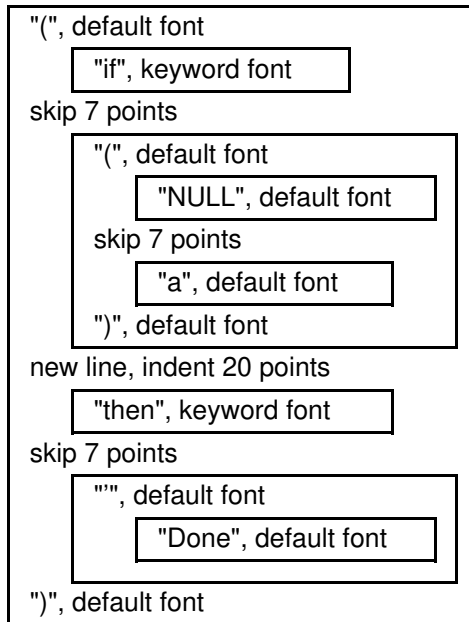 "(", default font
"if", keyword font
skip 7 points
"(", default font
"NULL", default font
skip 7 points
"a", default font
")", default font
new line, indent 20 points
"then", keyword font
skip 7 points
"’", default font
"Done", default font
")", default font